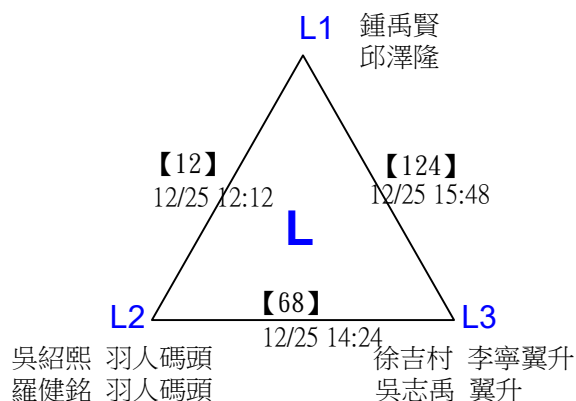 L1 鍾禹賢
邱澤隆
【12】
12/25 12:12
【124】
12/25 15:48
L
L2
【68】
12/25 14:24
L3
吳紹熙 羽人碼頭
羅健銘 羽人碼頭
徐吉村 李寧翼升
吳志禹 翼升